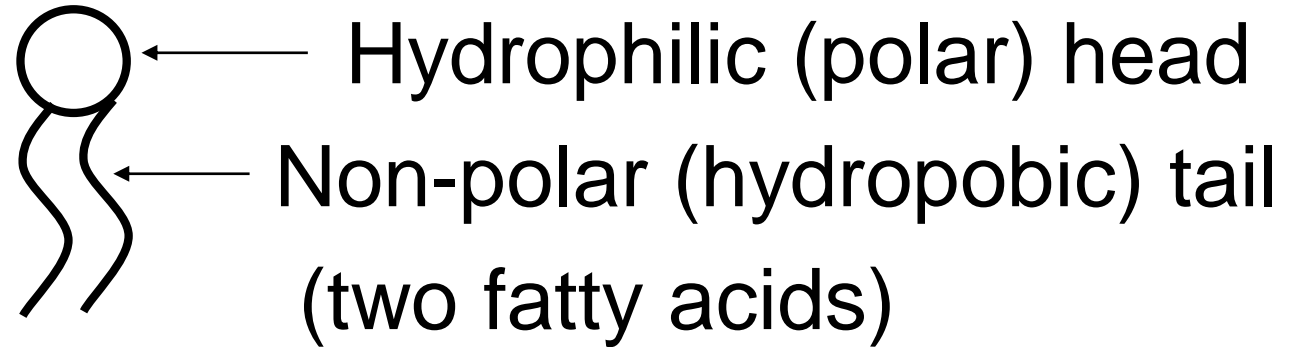 Hydrophilic (polar) head
Non-polar (hydropobic) tail
(two fatty acids)